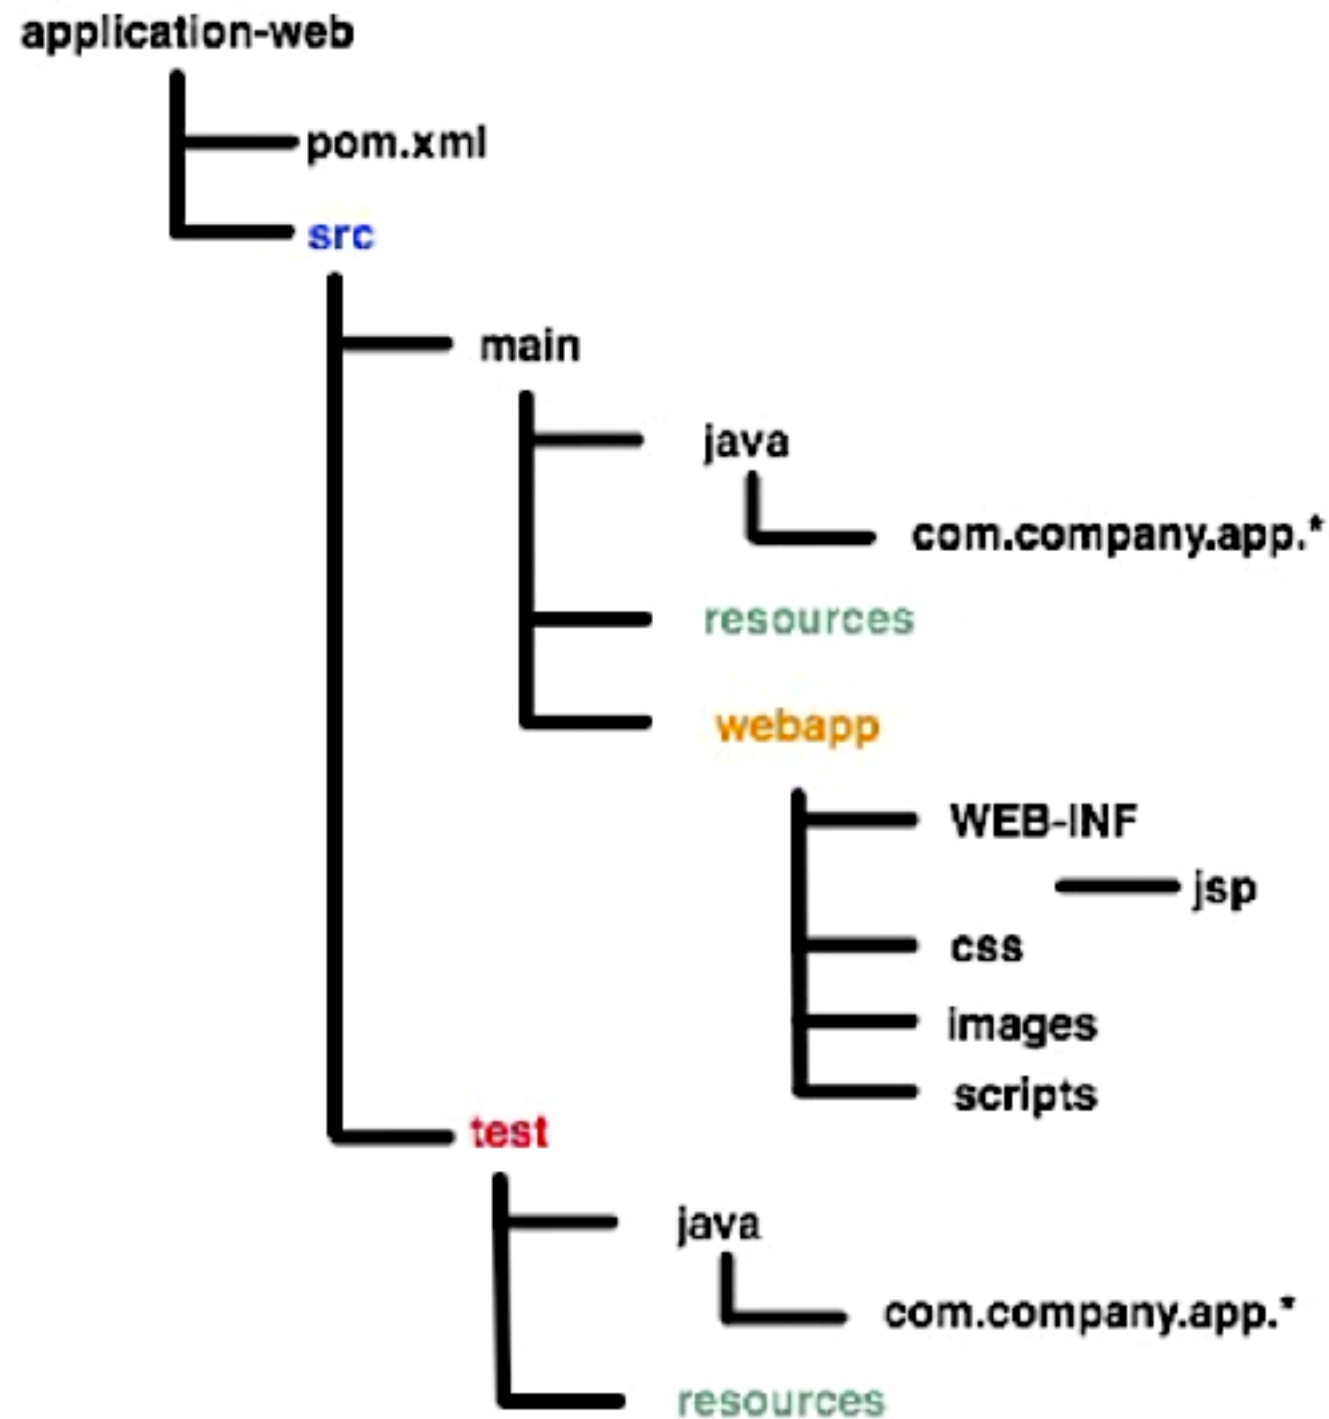 application-web
pom.xml
src
main
java
com.company.app.*
resources
webapp
WEB-INF
jsp
css
images
scripts
test
java
com.company.app.*
resources